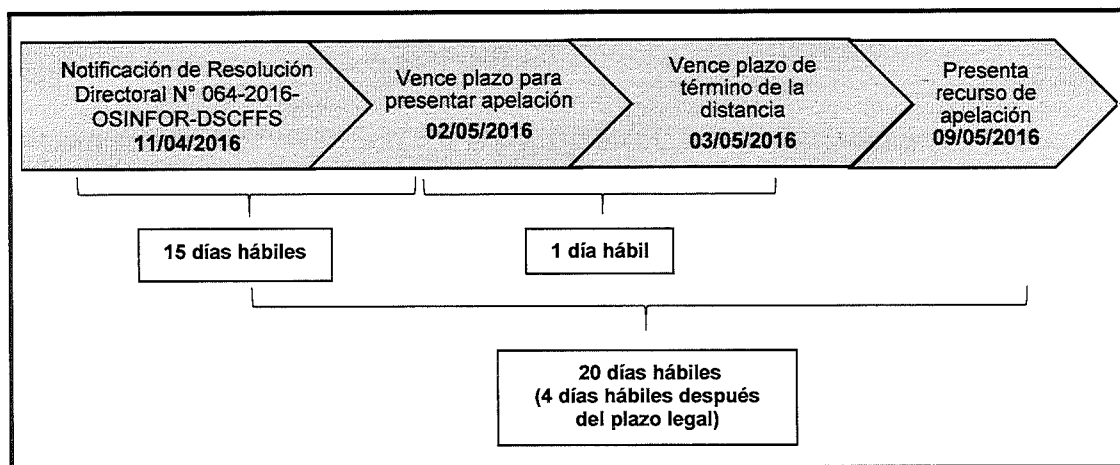 Notificación de Resolución
Directoral N° 064-2016-
OSINFOR-DSCFFS
11/04/2016
Vence plazo para
presentar apelación
02/05/2016
Vence plazo de
término de la
distancia
03/05/2016
Presenta
recurso de
apelación
09/05/2016
15 días hábiles
1 día hábil
20 días hábiles
(4 días hábiles después
del plazo legal)